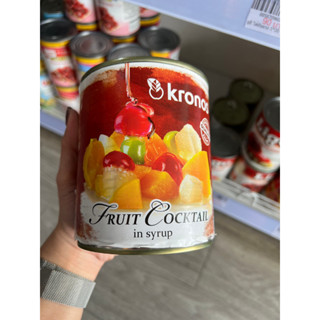 kronos
FRUIT COCKTAIL
in syrup